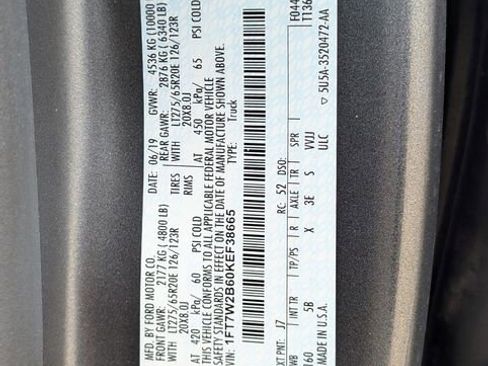 MFD. BY FORD MOTOR CO.
DATE: 06/19 GVWR: 4536 KG (10000
FRONT GAWR: 2177 KG ( 4800 LB) REAR GAWR: 2876 KG ( 6340 LB)
WITH LT275/65R20E 126/123R TIRES WITH LT275/65R20E 126/123R
20X8.0J RIMS 20X8.0J
AT 420 kPa/ 60 PSI COLD AT 450 kPa/ 65 PSI COLD
THIS VEHICLE CONFORMS TO ALL APPLICABLE FEDERAL MOTOR VEHICLE
SAFETY STANDARDS IN EFFECT ON THE DATE OF MANUFACTURE SHOWN ABOVE.
VIN: 1FT7W2B60KEF38665 TYPE: Truck
F044
T136
EXT PNT: J7 RC: 52 DSO:
WB INT TR TP/PS R AXLE TR SPR
160 5B X 3E S VVJJ
MADE IN U.S.A. ULC
5U5A-3520472-AA